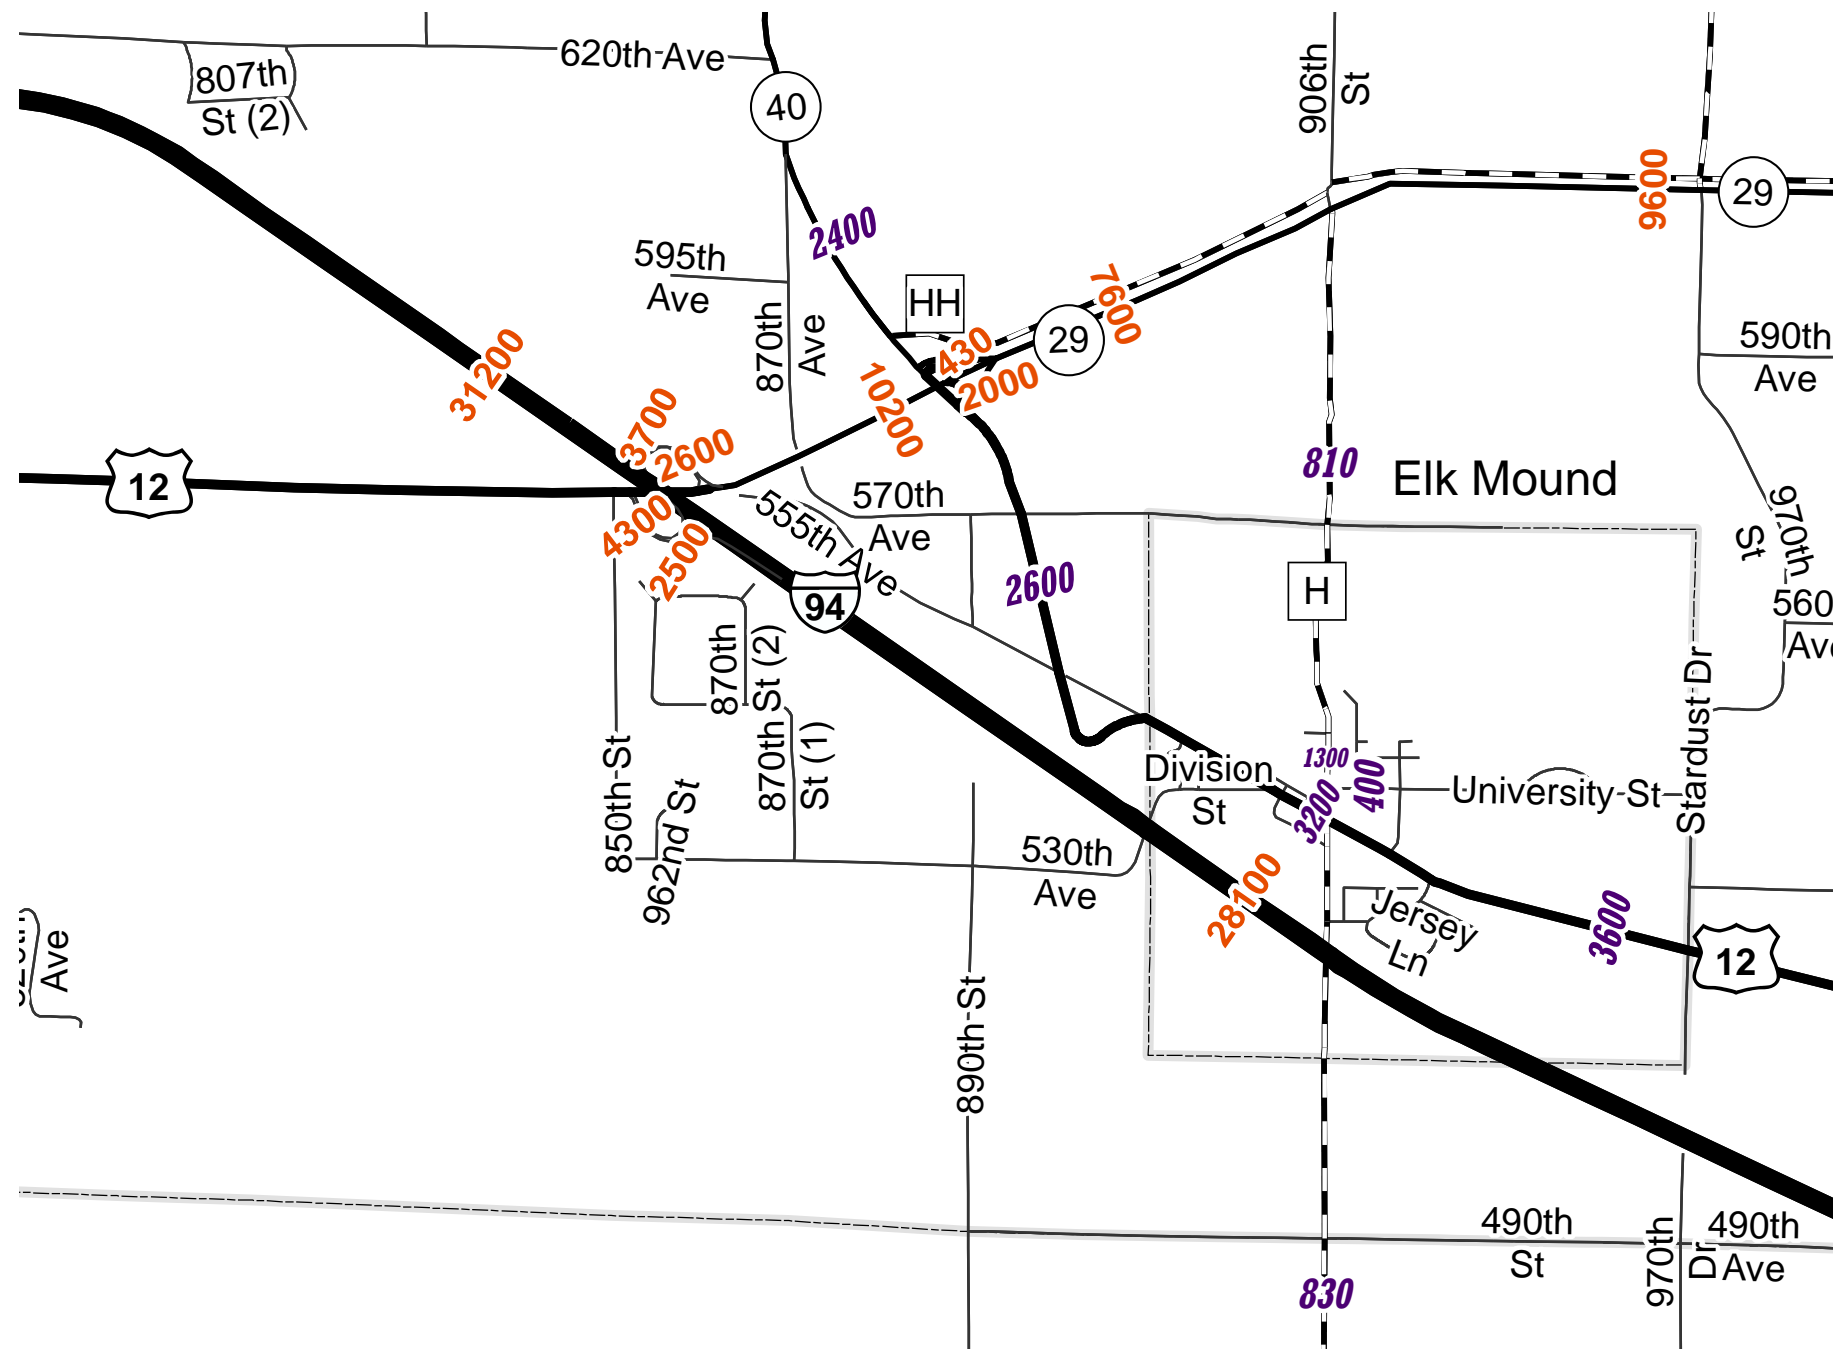 620th Ave
807th
St (2)
40
906th
St
9600
29
2400
595th
Ave
870th
Ave
HH
7600
29
430
2000
10200
590th
Ave
31200
3700
2600
12
4300
2500
555th Ave
570th
Ave
810
Elk Mound
970th
St
94
2600
H
560
Ave
870th
St (2)
850th St
870th
St (1)
962nd St
Division
St
1300
400
3200
University St
Stardust Dr
530th
Ave
28100
Jersey
Ln
3600
12
Ave
890th St
490th
St
970th
Dr
490th
Ave
830